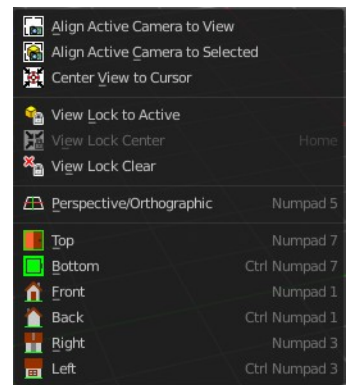 Align Active Camera to View
Align Active Camera to Selected
Center View to Cursor
View Lock to Active
View Lock Center Home
View Lock Clear
Perspective/Orthographic Numpad 5
Top Numpad 7
Bottom Ctrl Numpad 7
Front Numpad 1
Back Ctrl Numpad 1
Right Numpad 3
Left Ctrl Numpad 3